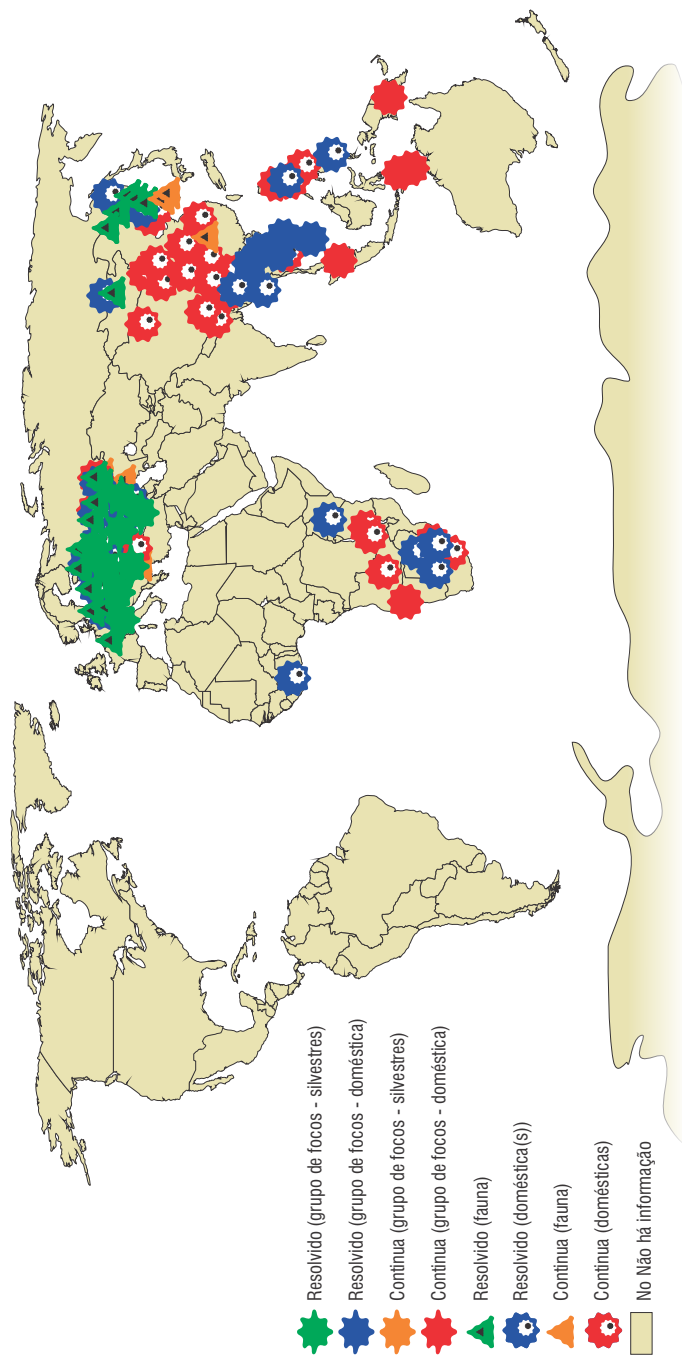 Resolvido (grupo de focos - silvestres)
Resolvido (grupo de focos - doméstica)
Continua (grupo de focos - silvestres)
Continua (grupo de focos - doméstica)
Resolvido (fauna)
Resolvido (doméstica(s))
Continua (fauna)
Continua (domésticas)
No Não há informação